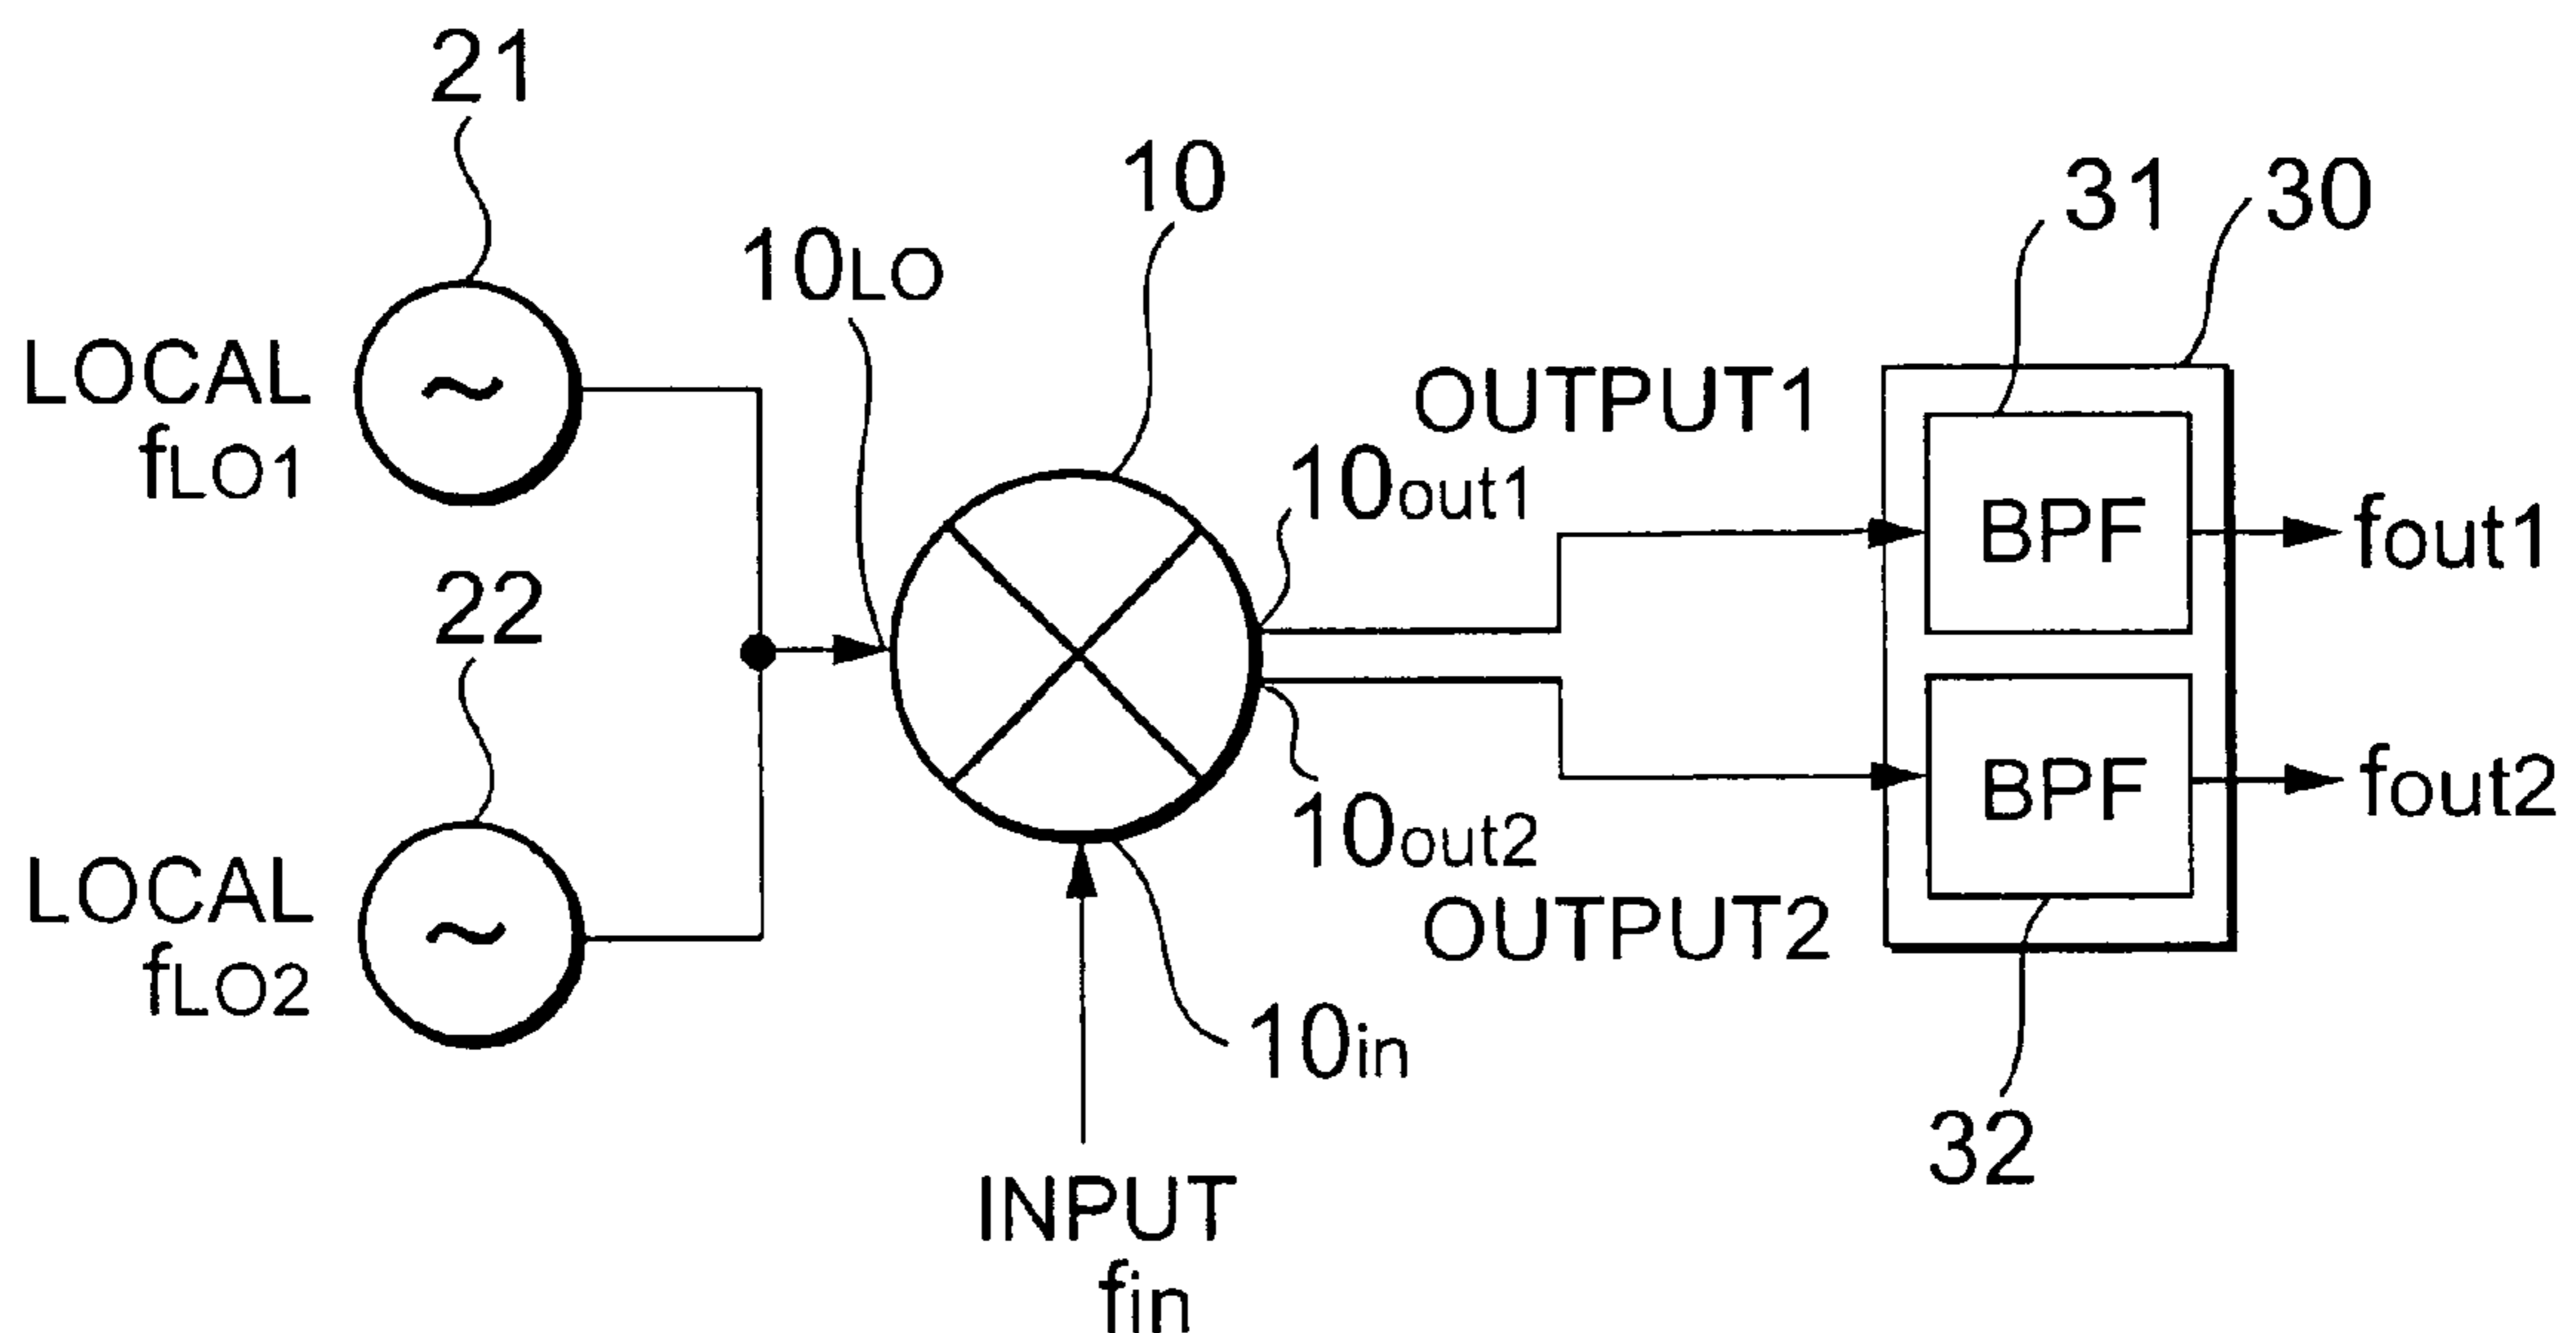 21
10
31
30
10LO
LOCAL
fLO1
OUTPUT1
10out1
BPF
fout1
22
BPF
fout2
10out2
LOCAL
fLO2
OUTPUT2
10in
32
INPUT
fin